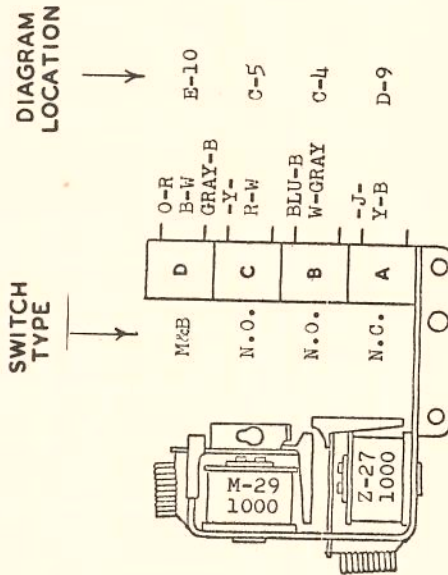 SWITCH
TYPE
DIAGRAM
LOCATION
M&B
D
O-R
B-W
GRAY-B
E-10
N.O.
C
-Y-
R-W
C-5
N.O.
B
BLU-B
W-GRAY
C-4
N.C.
A
-J-
Y-B
D-9
M-29
1000
Z-27
1000